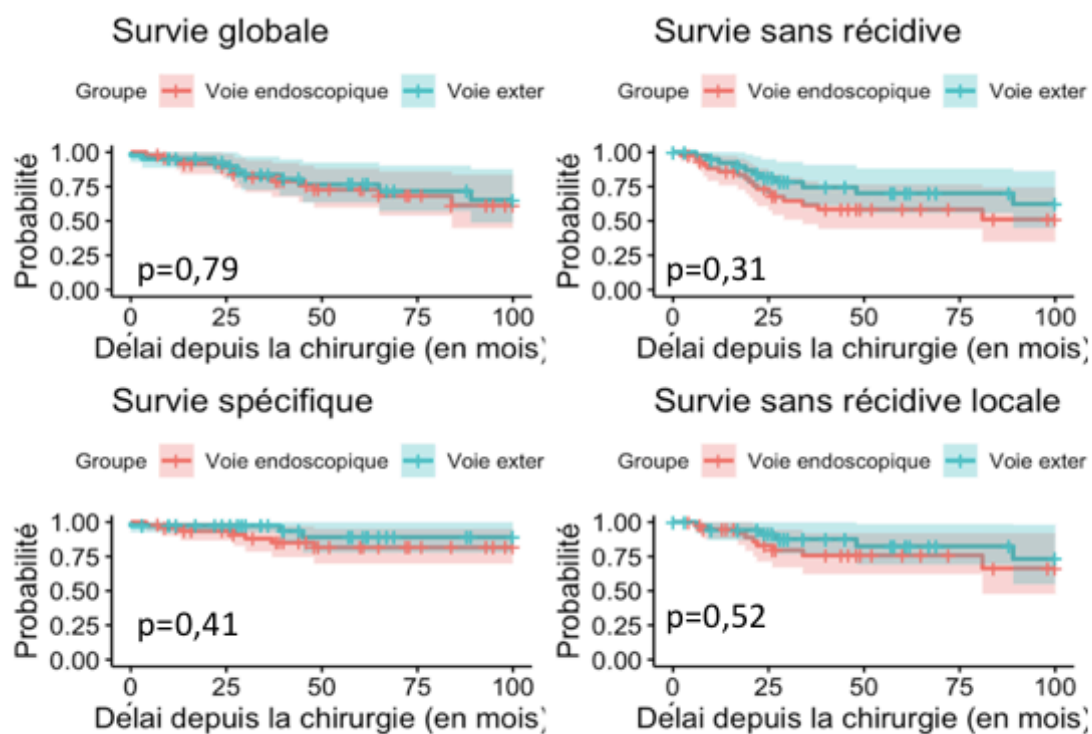 Survie globale
Groupe Voie endoscopique Voie exter
Probabilité
1.00
0.75
0.50
0.25
0.00
p=0,79
0 25 50 75 100
Délai depuis la chirurgie (en mois)
Survie sans récidive
Groupe Voie endoscopique Voie exter
Probabilité
1.00
0.75
0.50
0.25
0.00
p=0,31
0 25 50 75 100
Délai depuis la chirurgie (en mois)
Survie spécifique
Groupe Voie endoscopique Voie exter
Probabilité
1.00
0.75
0.50
0.25
0.00
p=0,41
0 25 50 75 100
Délai depuis la chirurgie (en mois)
Survie sans récidive locale
Groupe Voie endoscopique Voie exter
Probabilité
1.00
0.75
0.50
0.25
0.00
p=0,52
0 25 50 75 100
Délai depuis la chirurgie (en mois)